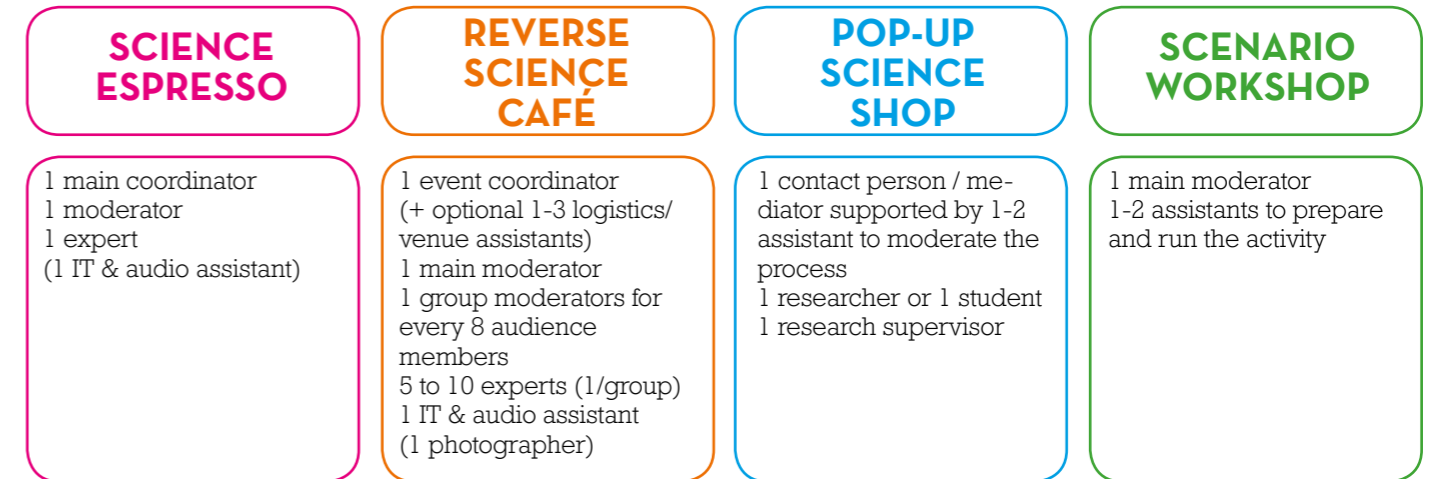 SCIENCE
ESPRESSO
1 main coordinator
1 moderator
1 expert
(1 IT & audio assistant)
REVERSE
SCIENCE
CAFÉ
1 event coordinator
(+ optional 1-3 logistics/
venue assistants)
1 main moderator
1 group moderators for
every 8 audience
members
5 to 10 experts (1/group)
1 IT & audio assistant
(1 photographer)
POP-UP
SCIENCE
SHOP
1 contact person / me-
diator supported by 1-2
assistant to moderate the
process
1 researcher or 1 student
1 research supervisor
SCENARIO
WORKSHOP
1 main moderator
1-2 assistants to prepare
and run the activity